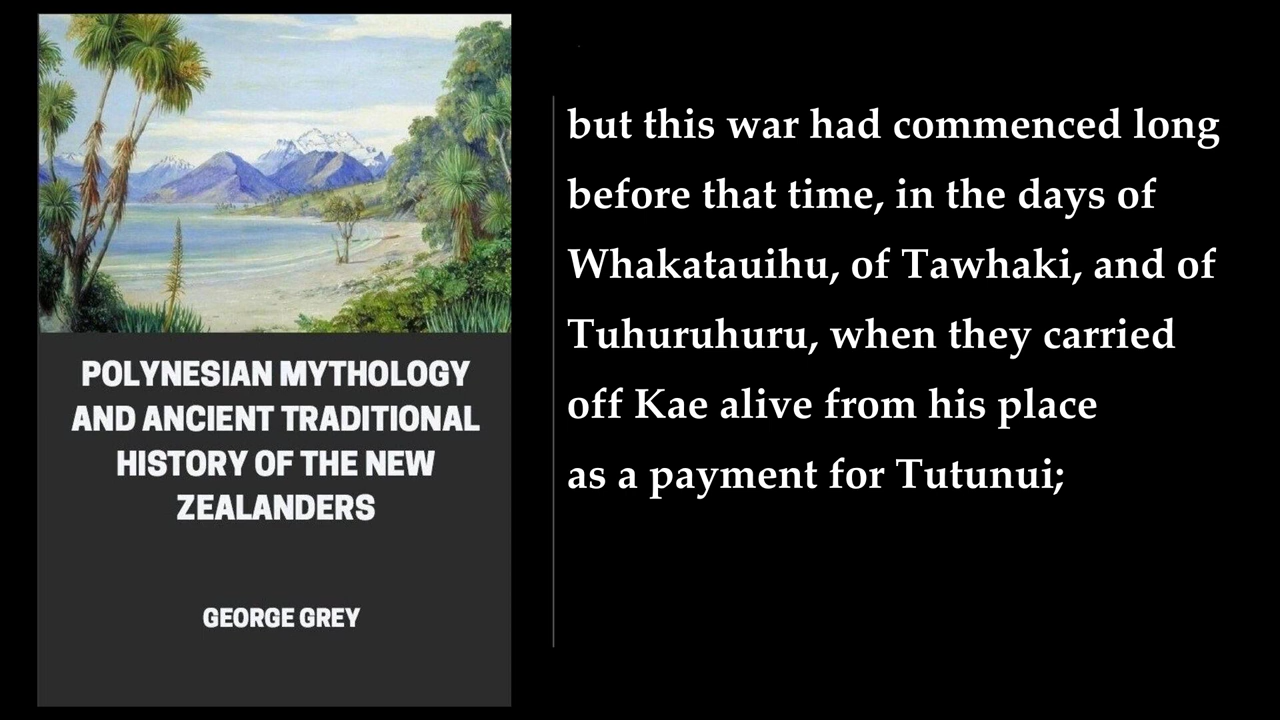 POLYNESIAN MYTHOLOGY
AND ANCIENT TRADITIONAL
HISTORY OF THE NEW
ZEALANDERS
GEORGE GREY
but this war had commenced long
before that time, in the days of
Whakatauihu, of Tawhaki, and of
Tuhuruhuru, when they carried
off Kae alive from his place
as a payment for Tutunui;